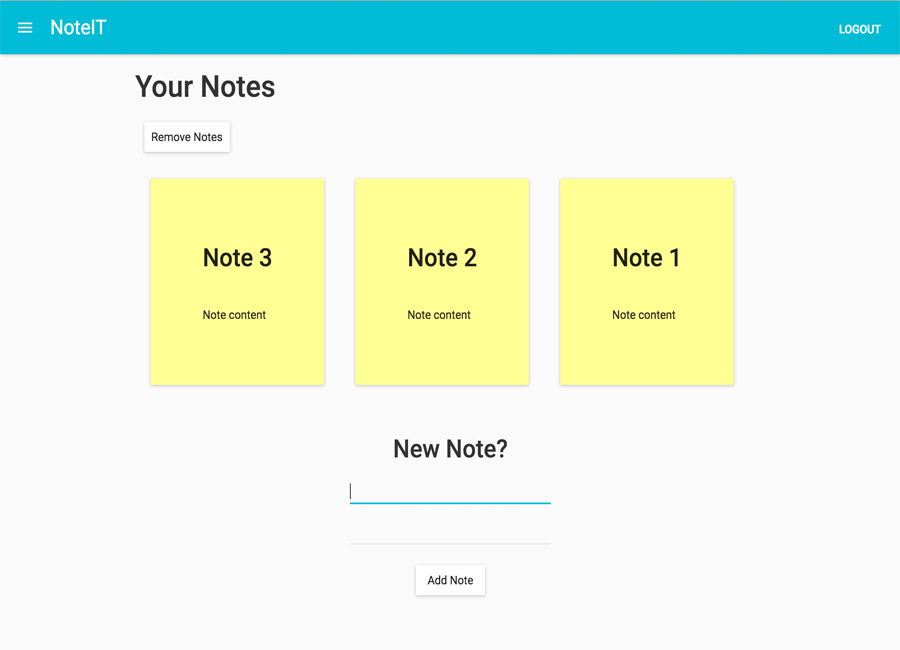 NoteIT
LOGOUT
Your Notes
Remove Notes
Note 3
Note content
Note 2
Note content
Note 1
Note content
New Note?
Add Note